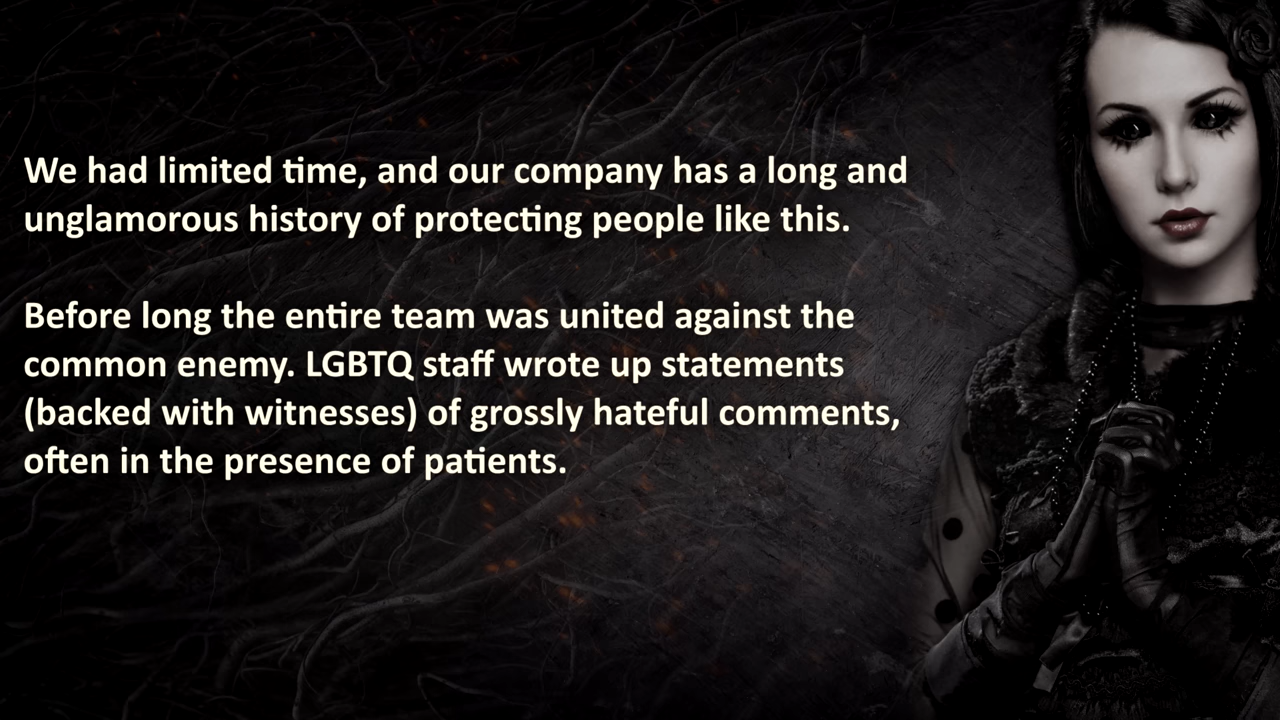 We had limited time, and our company has a long and
unglamorous history of protecting people like this.
Before long the entire team was united against the
common enemy. LGBTQ staff wrote up statements
(backed with witnesses) of grossly hateful comments,
often in the presence of patients.